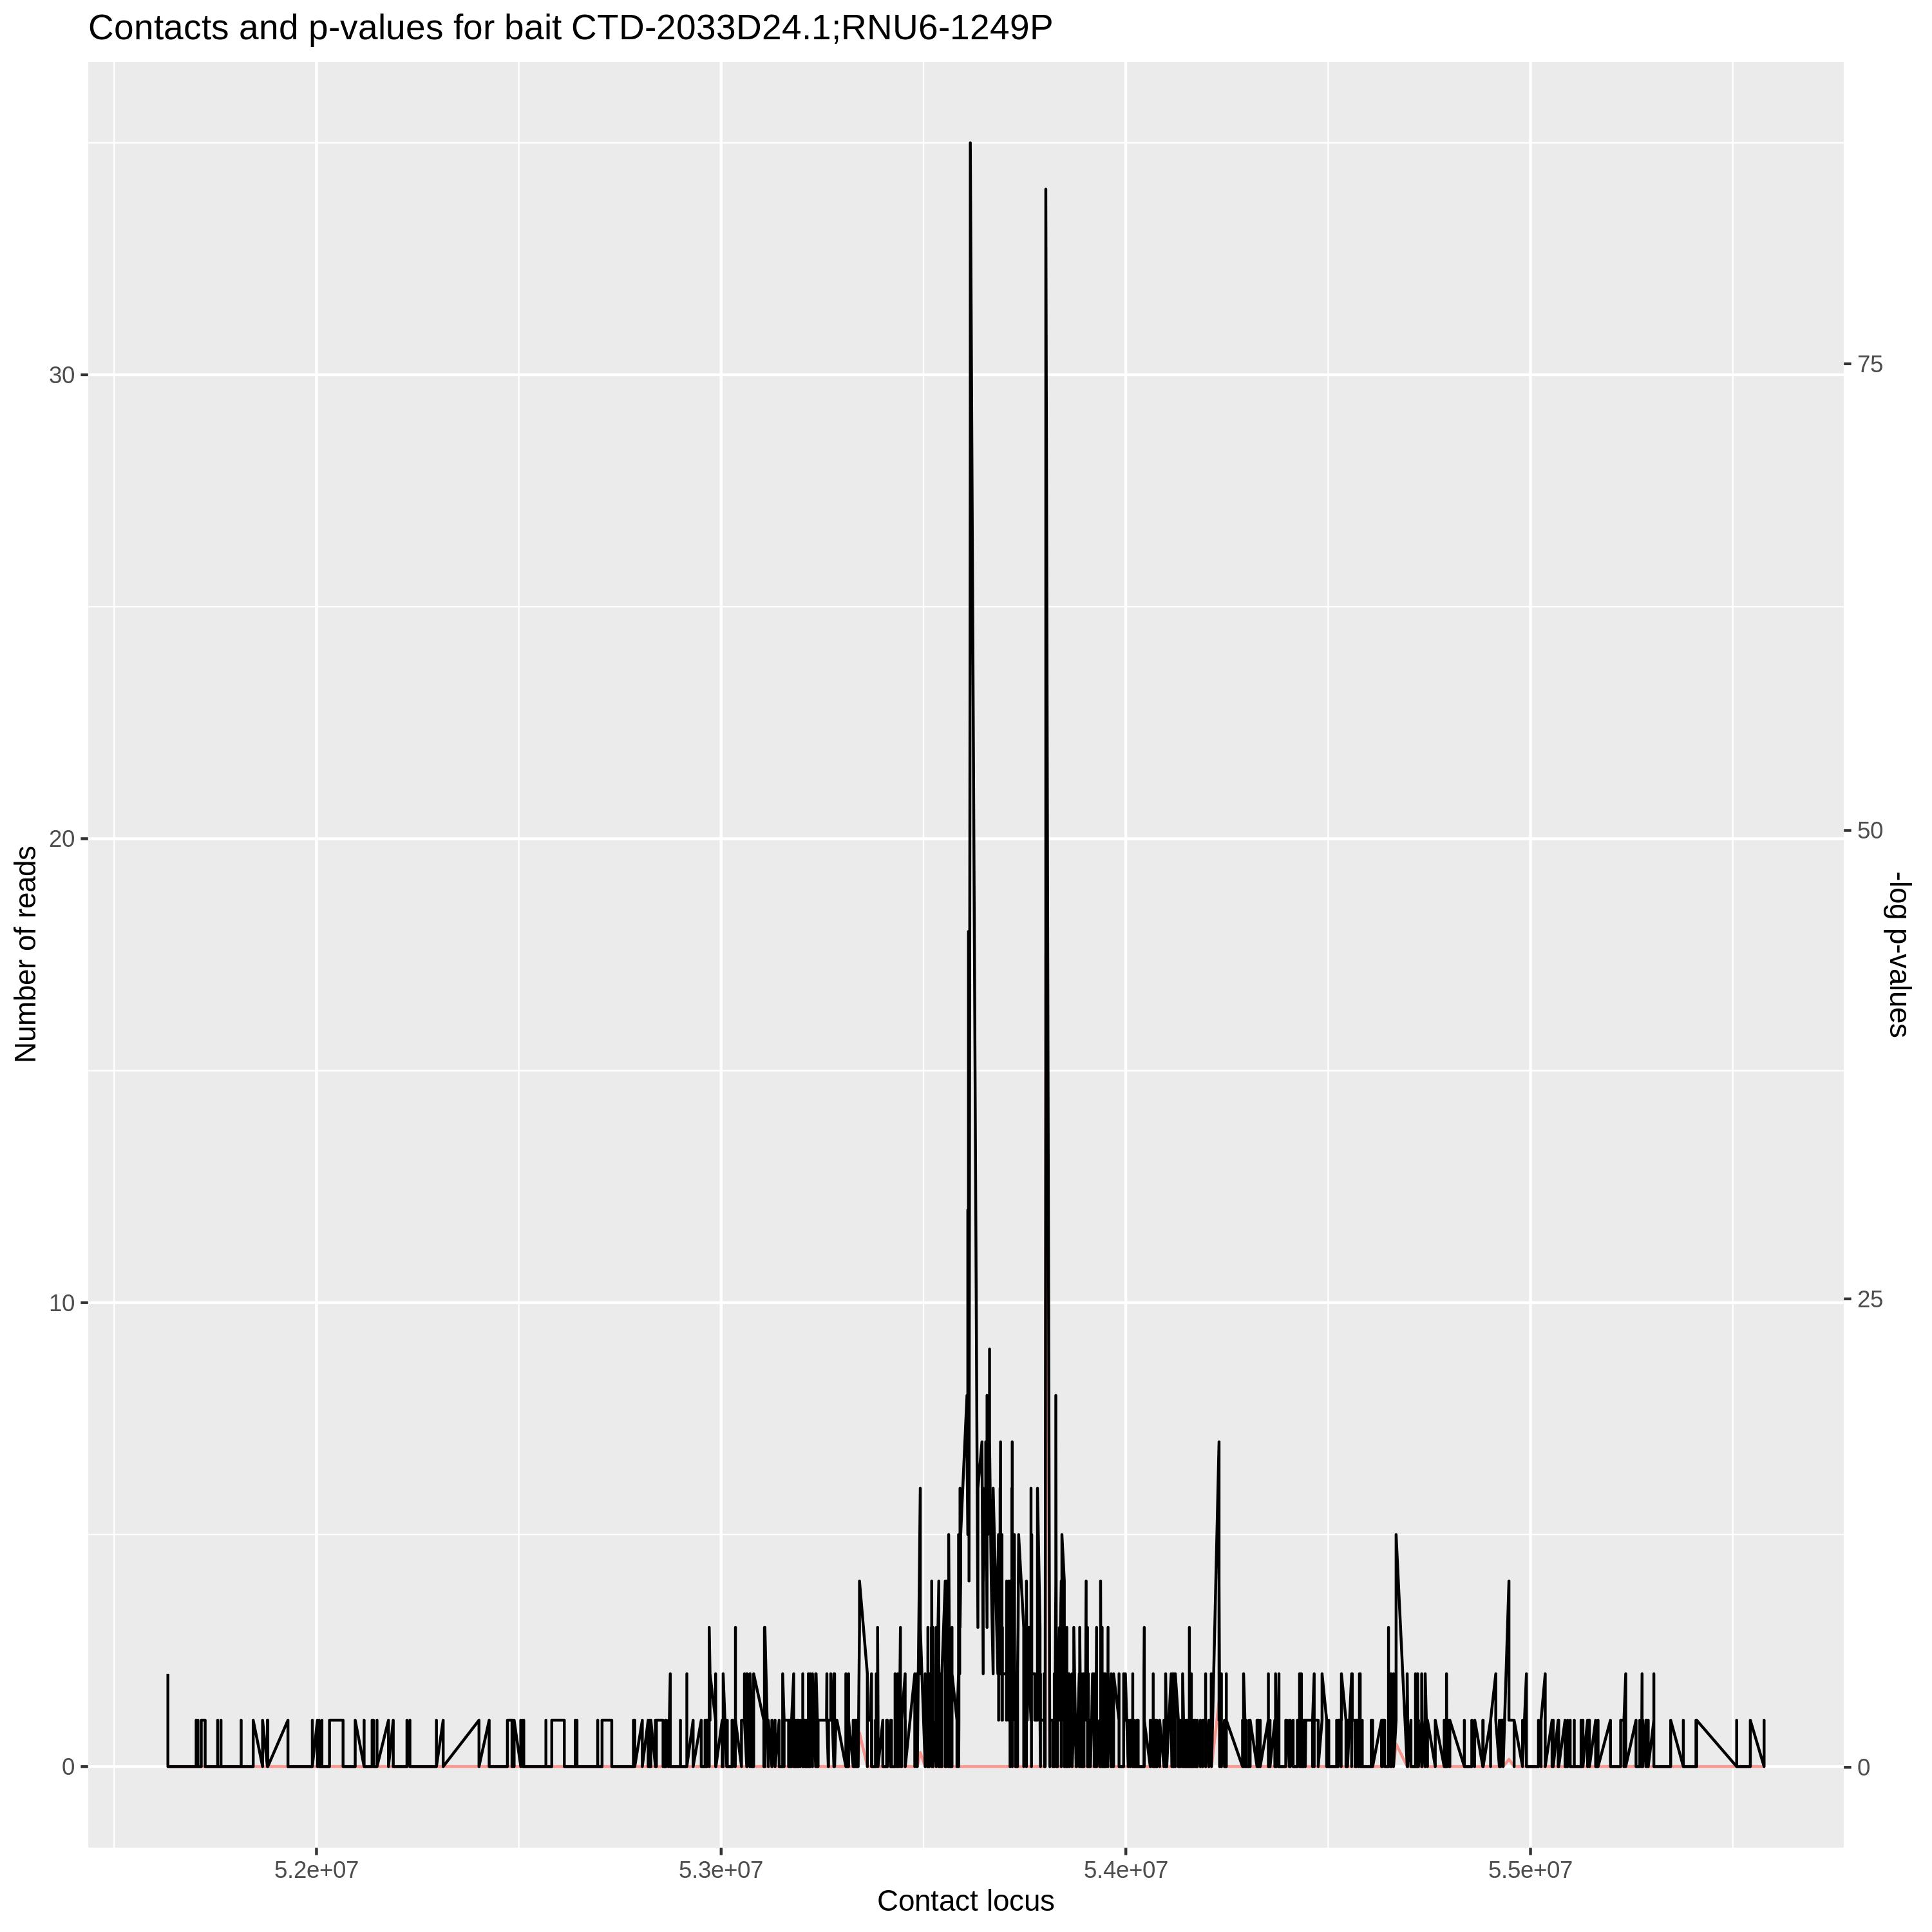 Contacts and p-values for bait CTD-2033D24.1;RNU6-1249P
Number of reads
30
20
10
0
75
50
25
0
-log p-values
5.2e+07
5.3e+07
5.4e+07
5.5e+07
Contact locus